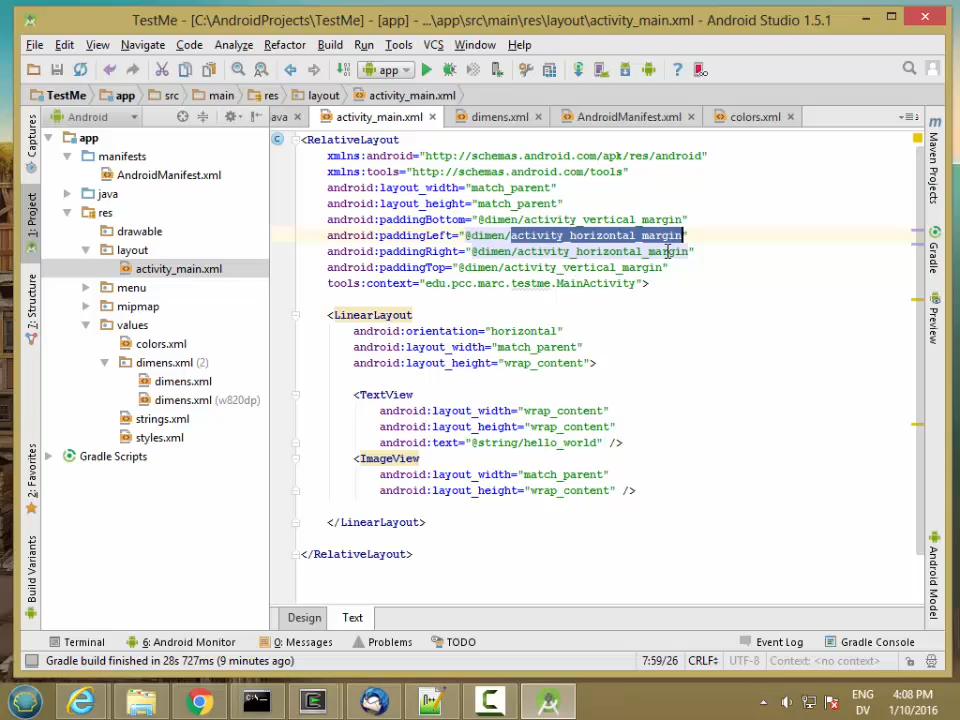 TestMe - [C:\AndroidProjects\TestMe] - [app] - ...\app\src\main\res\layout\activity_main.xml - Android Studio 1.5.1
File Edit View Navigate Code Analyze Refactor Build Run Tools VCS Window Help
app
TestMe app src main res layout activity_main.xml
Android
ava activity_main.xml dimens.xml AndroidManifest.xml colors.xml
Captures
1: Project
7: Structure
2: Favorites
Build Variants
app
manifests
AndroidManifest.xml
java
res
drawable
layout
activity_main.xml
menu
mipmap
values
colors.xml
dimens.xml (2)
dimens.xml
dimens.xml (w820dp)
strings.xml
styles.xml
Gradle Scripts
<RelativeLayout
xmlns:android="http://schemas.android.com/apk/res/android"
xmlns:tools="http://schemas.android.com/tools"
android:layout_width="match_parent"
android:layout_height="match_parent"
android:paddingBottom="@dimen/activity_vertical_margin"
android:paddingLeft="@dimen/activity_horizontal_margin"
android:paddingRight="@dimen/activity_horizontal_margin"
android:paddingTop="@dimen/activity_vertical_margin"
tools:context="edu.pcc.marc.testme.MainActivity">
<LinearLayout
android:orientation="horizontal"
android:layout_width="match_parent"
android:layout_height="wrap_content">
<TextView
android:layout_width="wrap_content"
android:layout_height="wrap_content"
android:text="@string/hello_world" />
<ImageView
android:layout_width="match_parent"
android:layout_height="wrap_content" />
</LinearLayout>
</RelativeLayout>
Maven Projects
Gradle
Preview
Android Model
Design Text
Terminal 6: Android Monitor 0: Messages Problems TODO Event Log Gradle Console
Gradle build finished in 28s 727ms (9 minutes ago) 7:59/26 CRLF UTF-8 Context: <no context>
ENG 4:08 PM
DV 1/10/2016